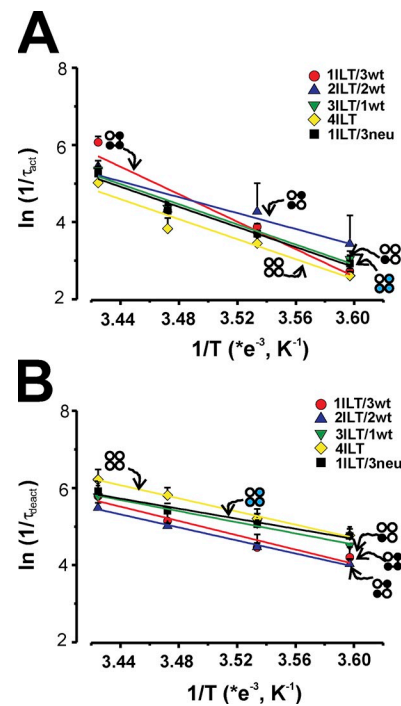 A
8
6
4
2
ln (1/τact)
1ILT/3wt
2ILT/2wt
3ILT/1wt
4ILT
1ILT/3neu
3.44 3.48 3.52 3.56 3.60
1/T (*e⁻³, K⁻¹)
B
8
6
4
2
ln (1/τdeact)
1ILT/3wt
2ILT/2wt
3ILT/1wt
4ILT
1ILT/3neu
3.44 3.48 3.52 3.56 3.60
1/T (*e⁻³, K⁻¹)